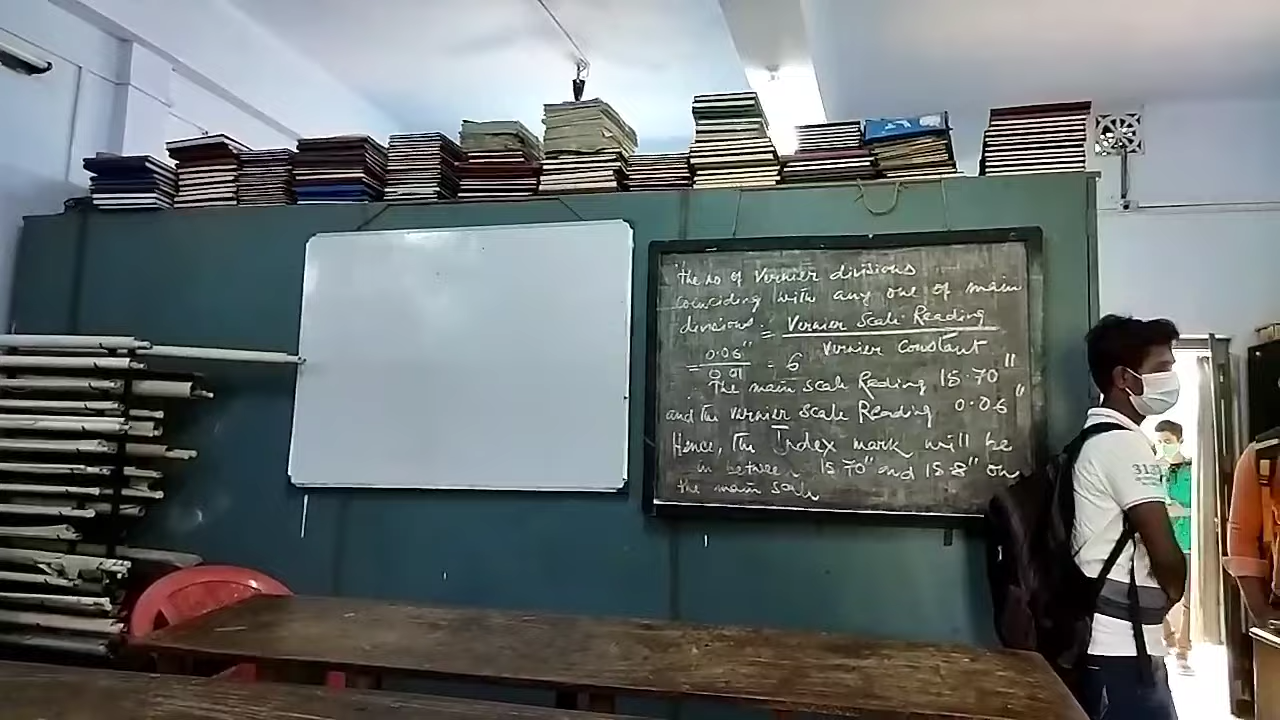 the no of Vernier divisions
coinciding with any one of main
divisions. = Vernier Scale Reading
Vernier Constant
= 0.06" / 0.01 = 6
∴ The main scale Reading 15.70"
and the vernier scale Reading 0.06"
Hence, The Index mark will be
in between 15.70" and 15.8" on
the main scale
313